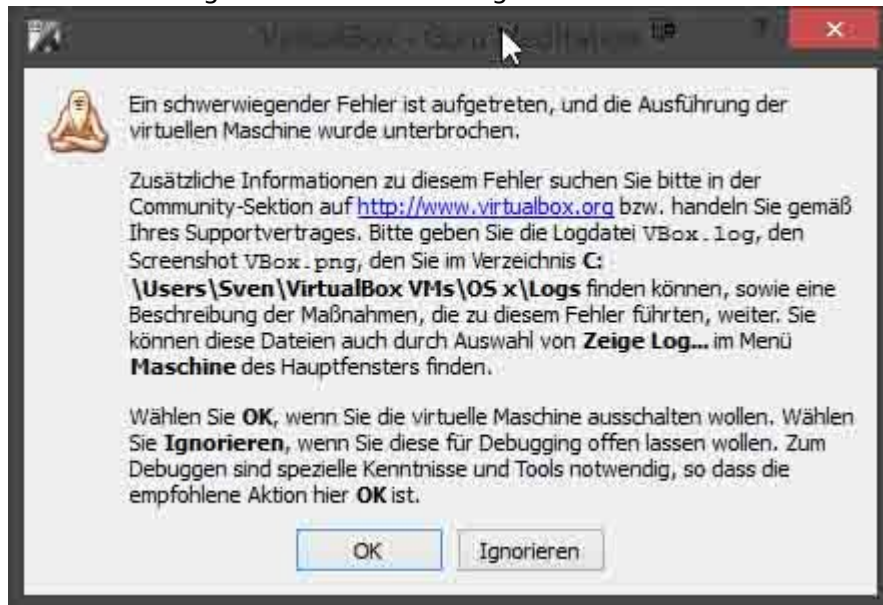 VirtualBox - Guru Meditation
Ein schwerwiegender Fehler ist aufgetreten, und die Ausführung der
virtuellen Maschine wurde unterbrochen.
Zusätzliche Informationen zu diesem Fehler suchen Sie bitte in der
Community-Sektion auf http://www.virtualbox.org bzw. handeln Sie gemäß
Ihres Supportvertrages. Bitte geben Sie die Logdatei VBox.log, den
Screenshot VBox.png, den Sie im Verzeichnis C:
\Users\Sven\VirtualBox VMs\OS x\Logs finden können, sowie eine
Beschreibung der Maßnahmen, die zu diesem Fehler führten, weiter. Sie
können diese Dateien auch durch Auswahl von Zeige Log... im Menü
Maschine des Hauptfensters finden.
Wählen Sie OK, wenn Sie die virtuelle Maschine ausschalten wollen. Wählen
Sie Ignorieren, wenn Sie diese für Debugging offen lassen wollen. Zum
Debuggen sind spezielle Kenntnisse und Tools notwendig, so dass die
empfohlene Aktion hier OK ist.
OK Ignorieren